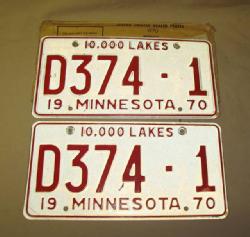 10,000 LAKES
D374-1
19 MINNESOTA 70
10,000 LAKES
D374-1
19 MINNESOTA 70